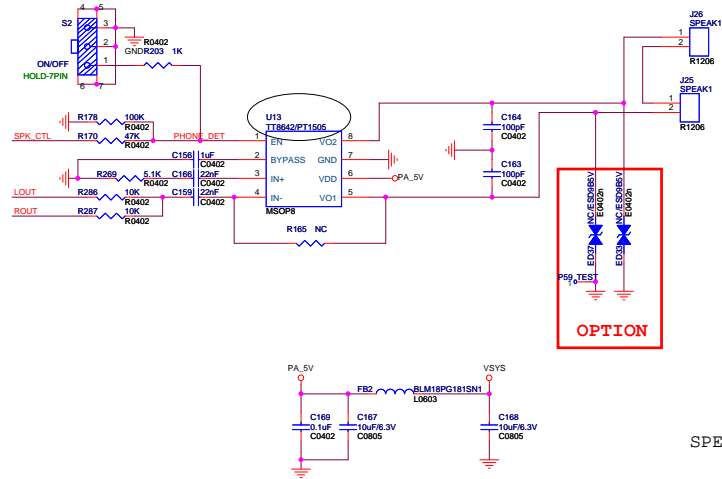 4 5
S2
3
2
1
GND
R0402
R203 1K
ON/OFF
HOLD-7PIN
6 7
J26
SPEAK1
1
2
R1206
J25
SPEAK1
1
2
R1206
R178 100K
R0402
SPK_CTL R170 47K PHONE_DET
R0402
U13
TT8642/PT1505
1 EN VO2 8
2 BYPASS GND 7
3 IN+ VDD 6
4 IN- VO1 5
MSOP8
PA_5V
C156 1uF
C0402
R269 5.1K C166 22nF
R0402 C0402
LOUT R286 10K C159 22nF
R0402 C0402
ROUT R287 10K
R0402
R165 NC
C164
100pF
C0402
C163
100pF
C0402
ED37 NC/ESD9B5V
E0402n
ED33 NC/ESD9B5V
E0402n
P59 TEST
1
OPTION
PA_5V
VSYS
FB2 BLM18PG181SN1
L0603
C169
0.1uF
C0402
C167
10uF/6.3V
C0805
C168
10uF/6.3V
C0805
SPE